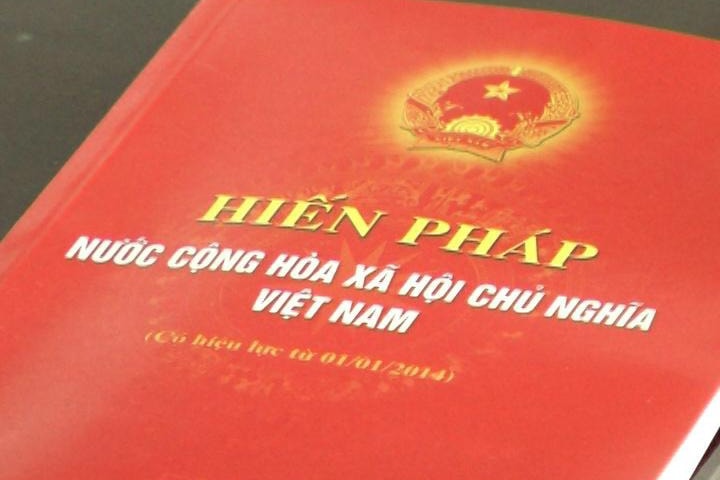 HIẾN PHÁP
NƯỚC CỘNG HÒA XÃ HỘI CHỦ NGHĨA
VIỆT NAM
(Có hiệu lực từ 01/01/2014)